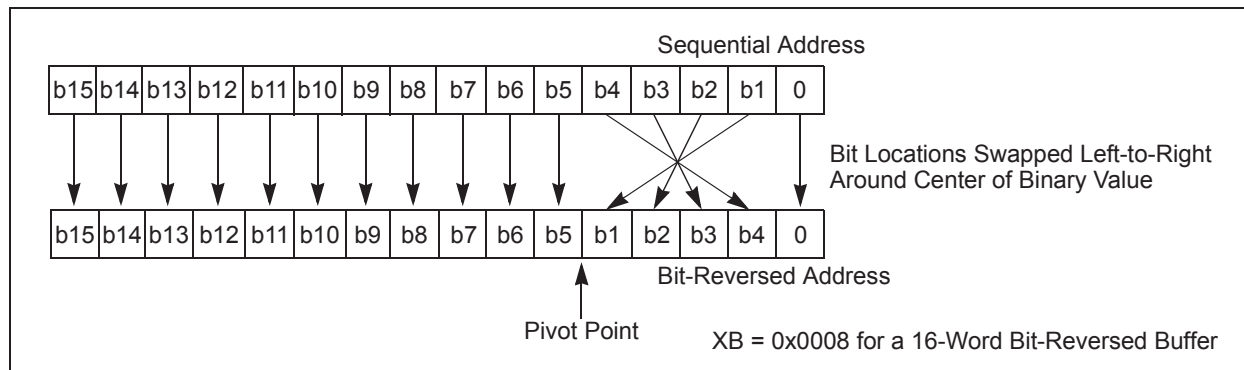 Sequential Address
b15 b14 b13 b12 b11 b10 b9 b8 b7 b6 b5 b4 b3 b2 b1 0
Bit Locations Swapped Left-to-Right
Around Center of Binary Value
b15 b14 b13 b12 b11 b10 b9 b8 b7 b6 b5 b1 b2 b3 b4 0
Bit-Reversed Address
Pivot Point
XB = 0x0008 for a 16-Word Bit-Reversed Buffer